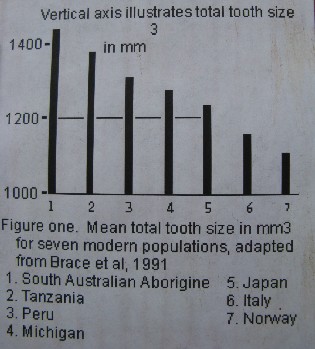 Vertical axis illustrates total tooth size
3
in mm
1400
1200
1000
1 2 3 4 5 6 7
Figure one. Mean total tooth size in mm3
for seven modern populations, adapted
from Brace et al, 1991
1. South Australian Aborigine
2. Tanzania
3. Peru
4. Michigan
5. Japan
6. Italy
7. Norway